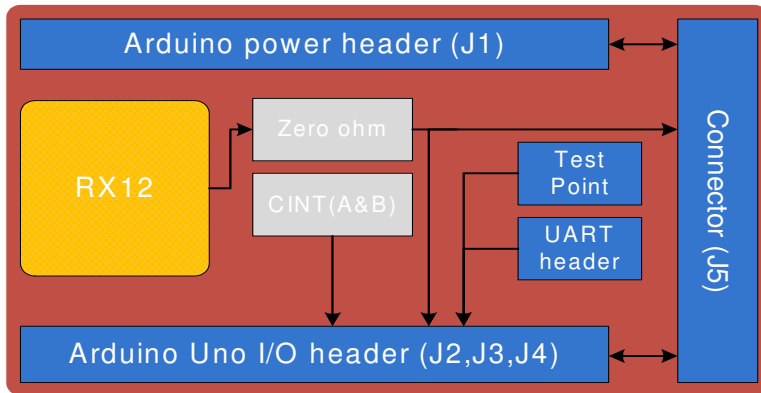 Arduino power header (J1)
RX12
Zero ohm
CINT(A&B)
Test
Point
UART
header
Connector (J5)
Arduino Uno I/O header (J2,J3,J4)